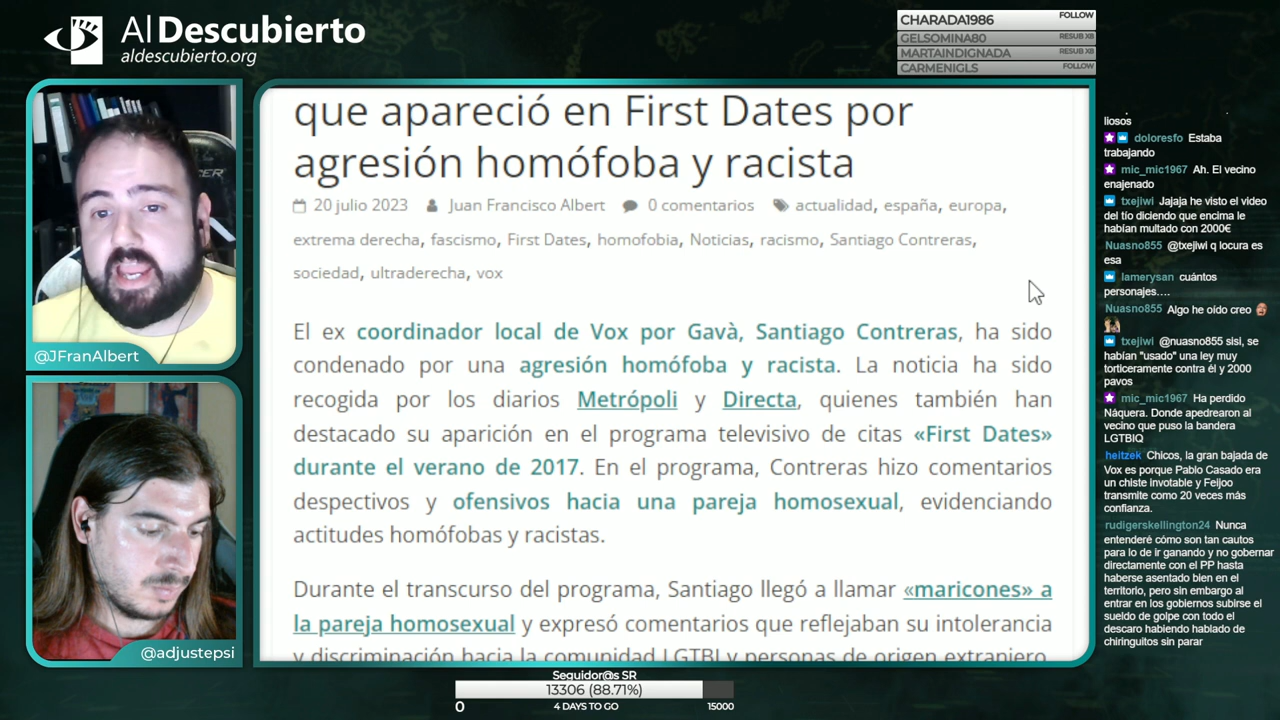 Al Descubierto
aldescubierto.org
CHARADA1986 FOLLOW
GELSOMINA80 RESUB X8
MARTAINDIGNADA RESUB X8
CARMENIGLS FOLLOW
@JFranAlbert
@adjustepsi
que apareció en First Dates por
agresión homófoba y racista
20 julio 2023 Juan Francisco Albert 0 comentarios actualidad, españa, europa,
extrema derecha, fascismo, First Dates, homofobia, Noticias, racismo, Santiago Contreras,
sociedad, ultraderecha, vox
El ex coordinador local de Vox por Gavà, Santiago Contreras, ha sido
condenado por una agresión homófoba y racista. La noticia ha sido
recogida por los diarios Metrópoli y Directa, quienes también han
destacado su aparición en el programa televisivo de citas «First Dates»
durante el verano de 2017. En el programa, Contreras hizo comentarios
despectivos y ofensivos hacia una pareja homosexual, evidenciando
actitudes homófobas y racistas.
Durante el transcurso del programa, Santiago llegó a llamar «maricones» a
la pareja homosexual y expresó comentarios que reflejaban su intolerancia
y discriminación hacia la comunidad LGTBI y personas de origen extranjero.
liosos
doloresfo Estaba
trabajando
mic_mic1967 Ah. El vecino
enajenado
txejiwi Jajaja he visto el video
del tío diciendo que encima le
habían multado con 2000€
Nuasno855 @txejiwi q locura es
esa
lamerysan cuántos
personajes….
Nuasno855 Algo he oído creo
txejiwi @nuasno855 sisi, se
habían "usado" una ley muy
torticeramente contra él y 2000
pavos
mic_mic1967 Ha perdido
Náquera. Donde apedrearon al
vecino que puso la bandera
LGTBIQ
heitzek Chicos, la gran bajada de
Vox es porque Pablo Casado era
un chiste invotable y Feijoo
transmite como 20 veces más
confianza.
rudigerskellington24 Nunca
entenderé cómo son tan cautos
para lo de ir ganando y no gobernar
directamente con el PP hasta
haberse asentado bien en el
territorio, pero sin embargo al
entrar en los gobiernos subirse el
sueldo de golpe con todo el
descaro habiendo hablado de
chiringuitos sin parar
Seguidor@s SR
13306 (88.71%)
0 4 DAYS TO GO 15000